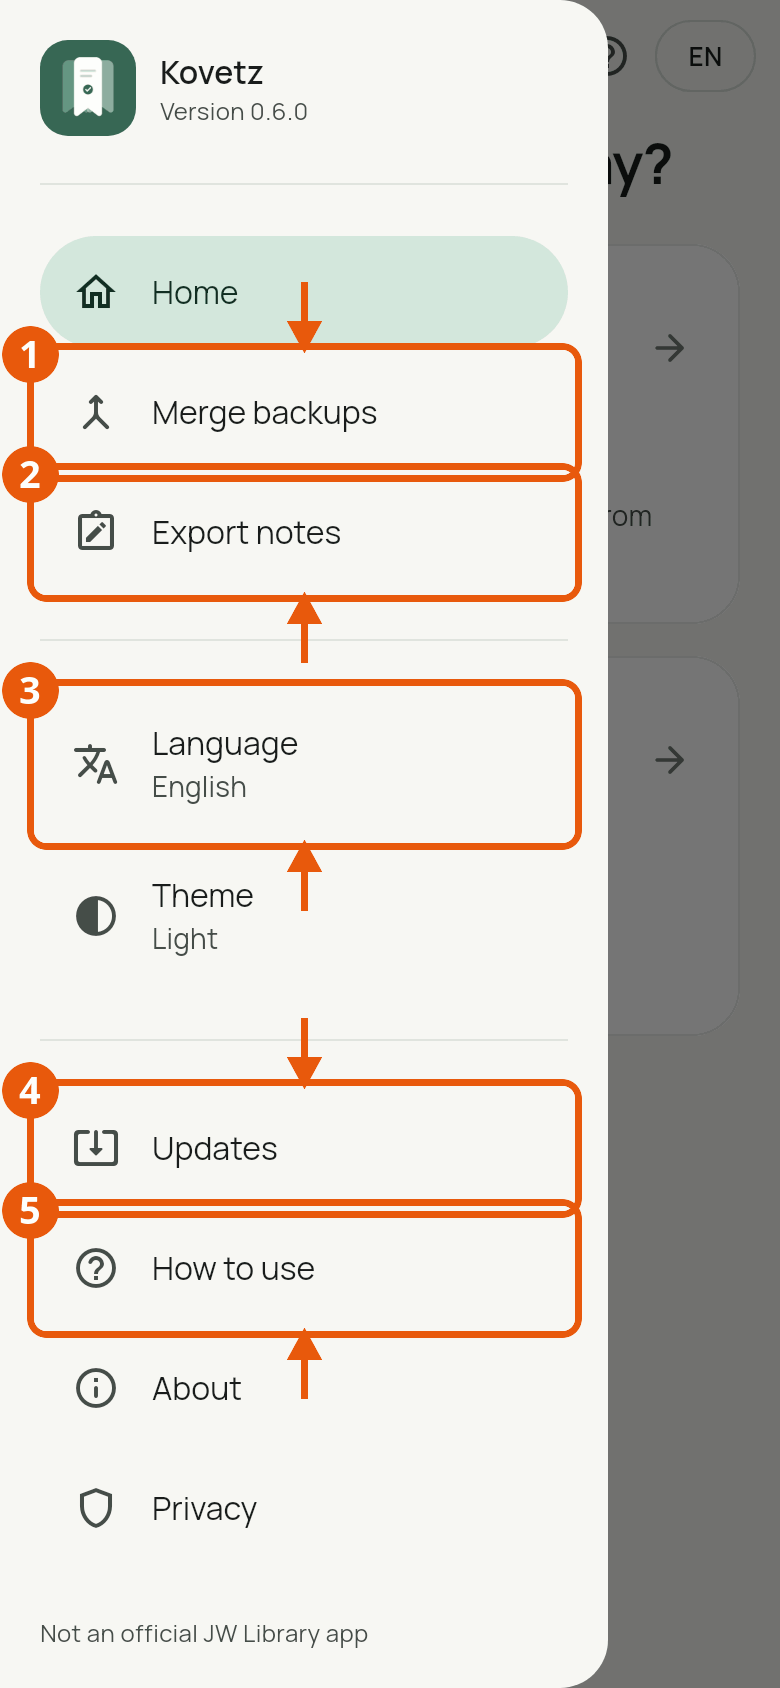 Kovetz
Version 0.6.0
EN
y?
Home
1
Merge backups
2
Export notes
rom
3
Language
English
Theme
Light
4
Updates
5
How to use
About
Privacy
Not an official JW Library app